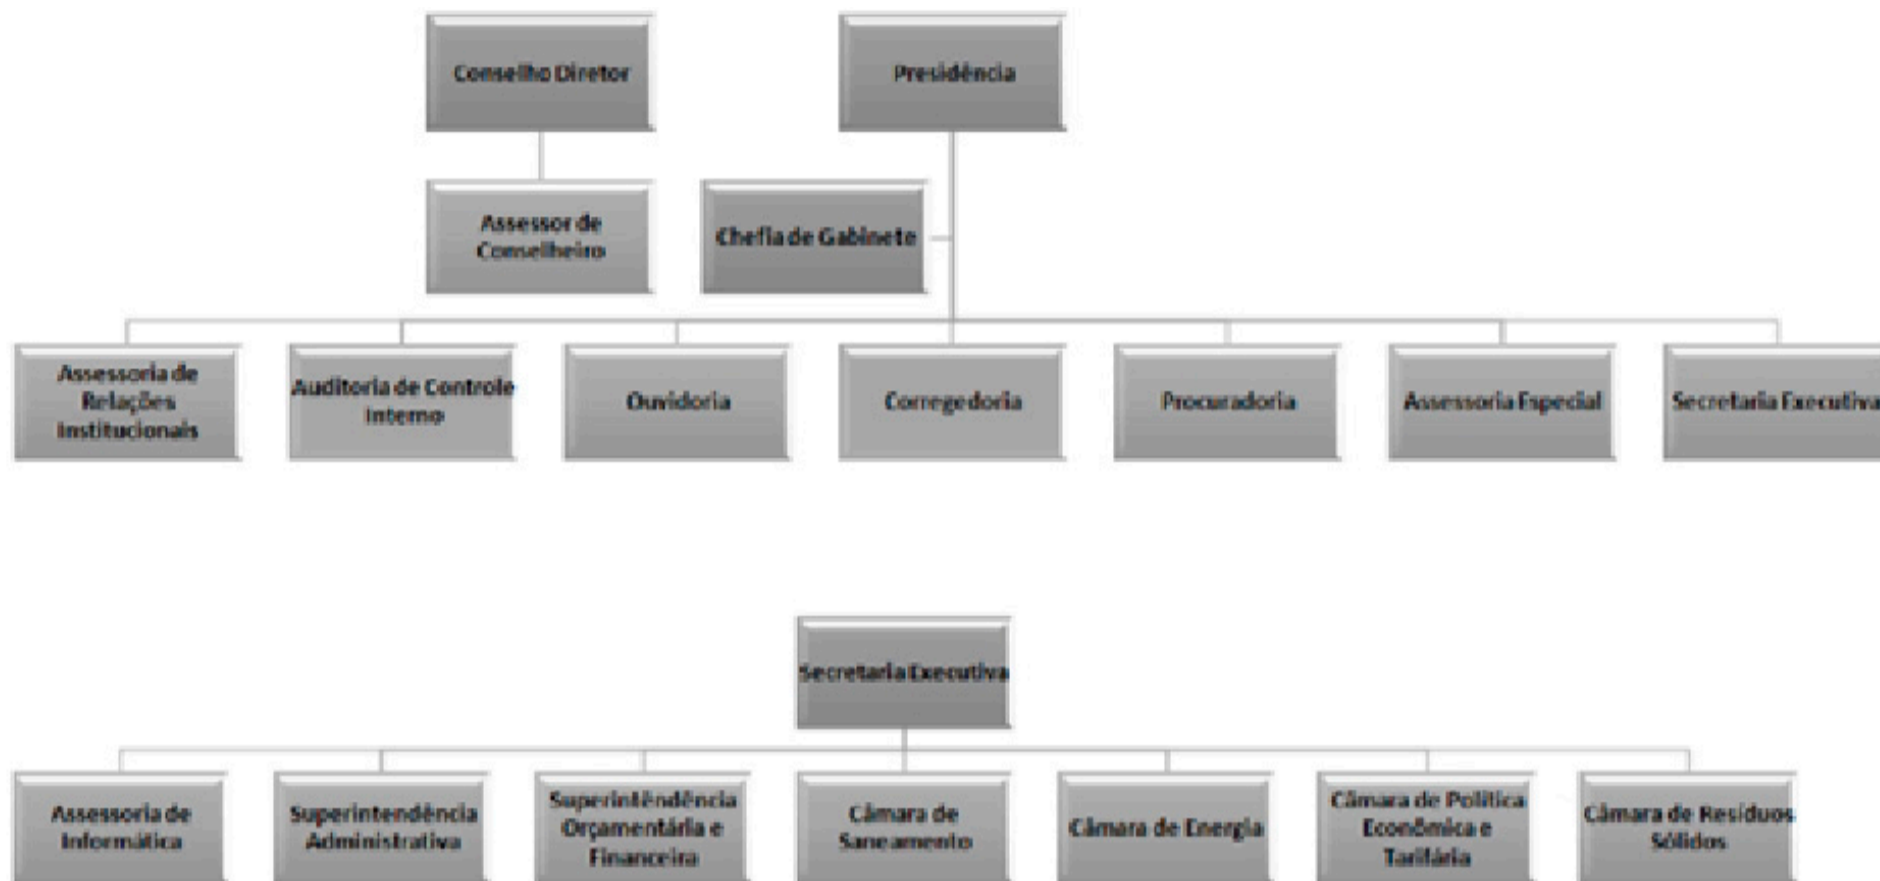 Conselho Diretor
Presidência
Assessor de
Conselheiro
Chefia de Gabinete
Assessoria de
Relações
Institucionais
Auditoria de Controle
Interno
Ouvidoria
Corregedoria
Procuradoria
Assessoria Especial
Secretaria Executiva
Secretaria Executiva
Assessoria de
Informática
Superintendência
Administrativa
Superintêndência
Orçamentária e
Financeira
Câmara de
Saneamento
Câmara de Energia
Câmara de Política
Econômica e
Tarifária
Câmara de Resíduos
Sólidos